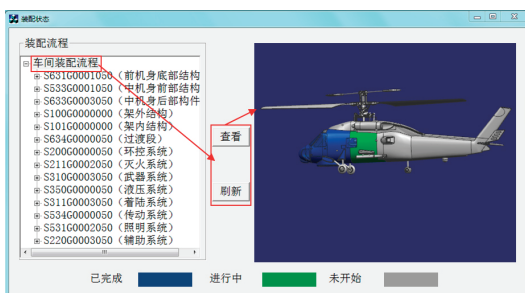 装配状态
装配流程
车间装配流程
S631G0001050（前机身底部结构
S533G0001050（中机身前部结构
S633G0003050（中机身后部构件
S100G0000000（架外结构）
S101G0000000（架内结构）
S634G0000050（过渡段）
S200G0000050（环控系统）
S211G0002050（灭火系统）
S310G0003050（武器系统）
S350G0000050（液压系统）
S311G0003050（着陆系统）
S534G0000050（传动系统）
S531G0002050（照明系统）
S220G0003050（辅助系统）
查看
刷新
已完成 进行中 未开始